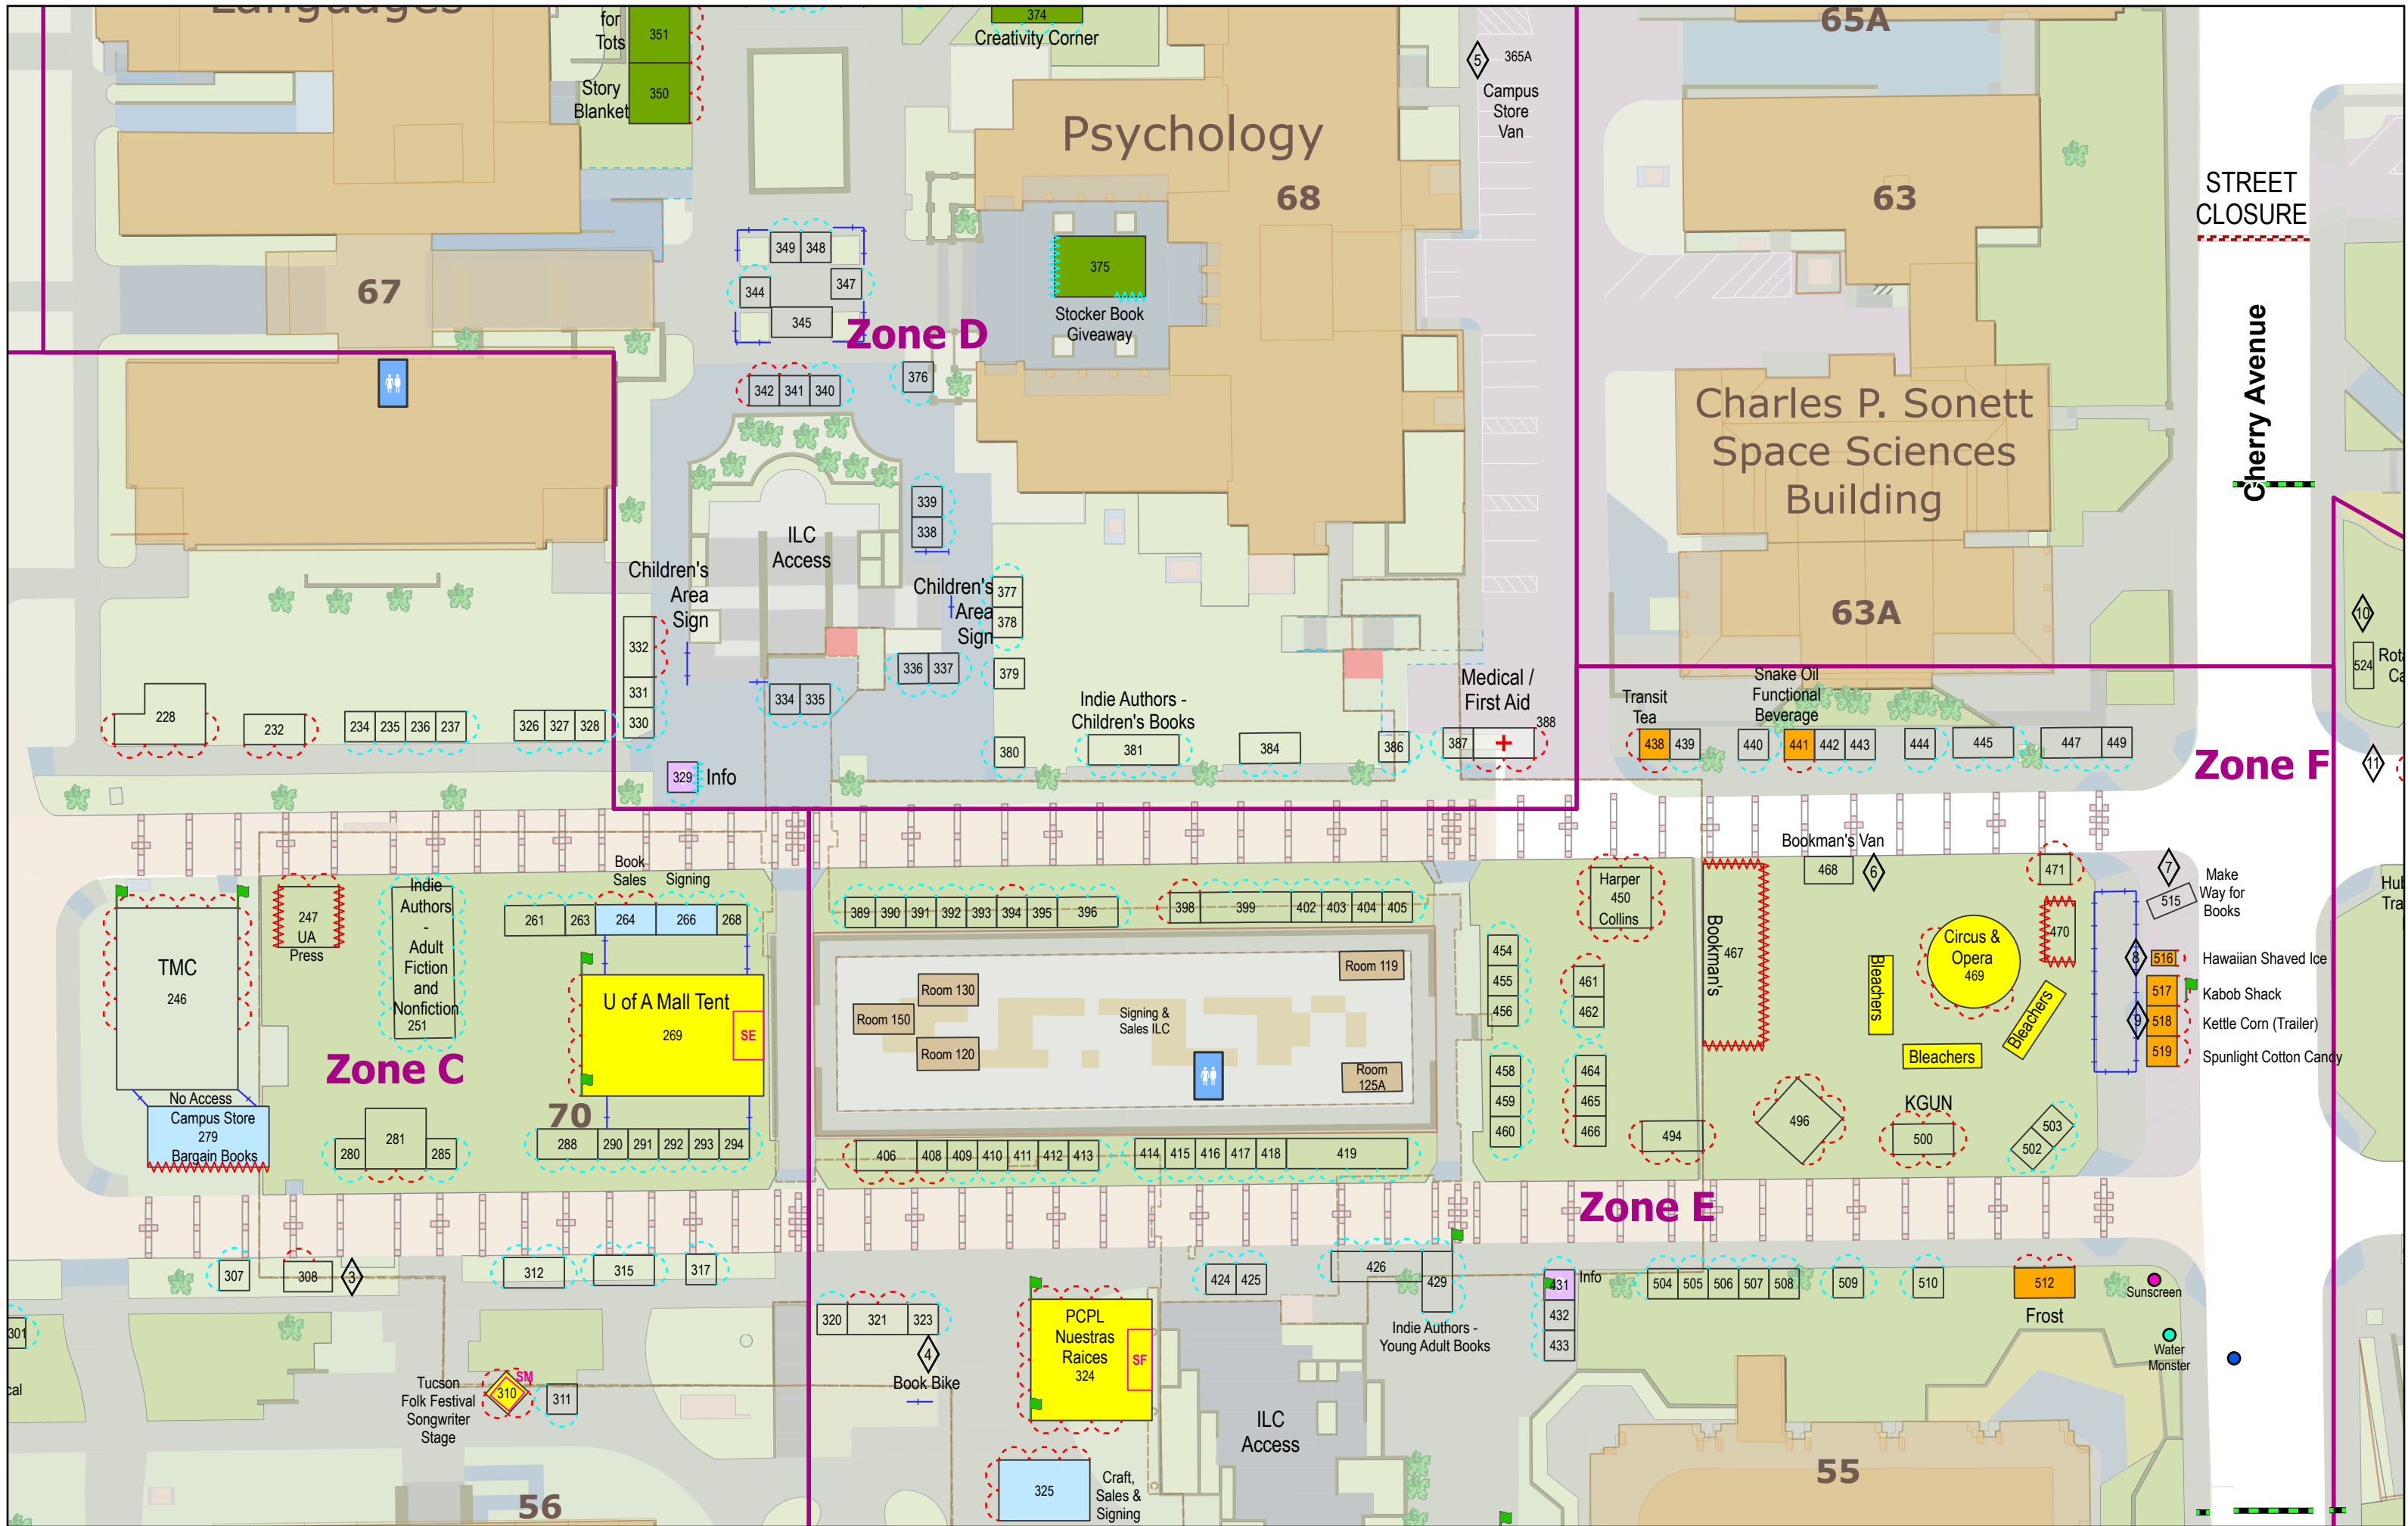 Languages
for
Tots
351
Story
Blanket
350
374
Creativity Corner
Psychology
68
5
365A
Campus
Store
Van
65A
63
STREET
CLOSURE
Cherry Avenue
67
349
348
344
347
345
Zone D
375
Stocker Book
Giveaway
342
341
340
376
Charles P. Sonett
Space Sciences
Building
63A
339
338
ILC
Access
Children's
Area
Sign
Children's
Area
Sign
377
378
379
380
332
331
330
336
337
334
335
228
232
234
235
236
237
326
327
328
329
Info
Indie Authors -
Children's Books
381
384
386
387
388
Medical /
First Aid
Transit
Tea
438
439
Snake Oil
Functional
Beverage
440
441
442
443
444
445
447
449
Zone F
10
524
11
TMC
246
247
UA
Press
Indie
Authors
-
Adult
Fiction
and
Nonfiction
251
Book
Sales
Signing
261
263
264
266
268
U of A Mall Tent
269
SE
Zone C
70
No Access
Campus Store
279
Bargain Books
280
281
285
288
290
291
292
293
294
389
390
391
392
393
394
395
396
398
399
402
403
404
405
Room 119
Room 130
Room 150
Room 120
Signing &
Sales ILC
Room
125A
406
408
409
410
411
412
413
414
415
416
417
418
419
Harper
450
Collins
454
455
456
458
459
460
461
462
464
465
466
Bookman's
467
Bookman's Van
468
6
471
470
Circus &
Opera
469
Bleachers
Bleachers
Bleachers
494
496
KGUN
500
502
503
7
Make
Way for
Books
515
8
516
Hawaiian Shaved Ice
517
Kabob Shack
9
518
Kettle Corn (Trailer)
519
Spunlight Cotton Candy
Zone E
301
307
308
3
312
315
317
310
SM
311
Tucson
Folk Festival
Songwriter
Stage
56
320
321
323
4
Book Bike
PCPL
Nuestras
Raices
324
SF
325
Craft,
Sales &
Signing
424
425
426
429
Indie Authors -
Young Adult Books
ILC
Access
431
Info
432
433
504
505
506
507
508
509
510
512
Frost
Sunscreen
Water
Monster
55